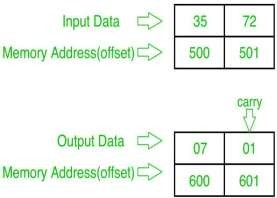 Input Data 35 72
Memory Address(offset) 500 501
carry
Output Data 07 01
Memory Address(offset) 600 601